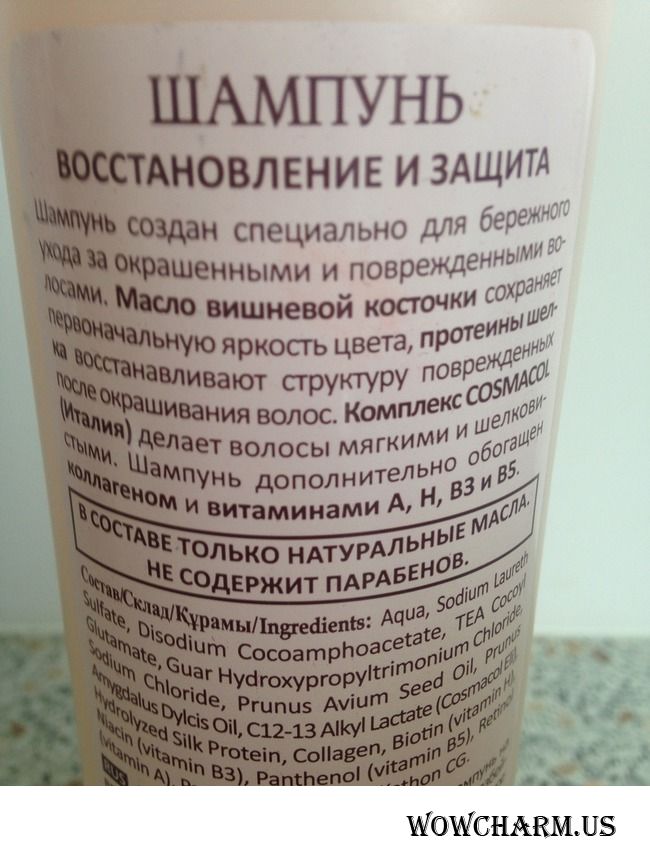 ШАМПУНЬ
ВОССТАНОВЛЕНИЕ И ЗАЩИТА
Шампунь создан специально для бережного
ухода за окрашенными и поврежденными во-
лосами. Масло вишневой косточки сохраняет
первоначальную яркость цвета, протеины шел-
ка восстанавливают структуру поврежденных
после окрашивания волос. Комплекс COSMACOL
(Италия) делает волосы мягкими и шелкови-
стыми. Шампунь дополнительно обогащен
коллагеном и витаминами А, Н, В3 и В5.
В СОСТАВЕ ТОЛЬКО НАТУРАЛЬНЫЕ МАСЛА.
НЕ СОДЕРЖИТ ПАРАБЕНОВ.
Состав/Склад/Құрамы/Ingredients: Aqua, Sodium Laureth
Sulfate, Disodium Cocoamphoacetate, TEA Cocoyl
Glutamate, Guar Hydroxypropyltrimonium Chloride,
Sodium Chloride, Prunus Avium Seed Oil, Prunus
Amygdalus Dylcis Oil, C12-13 Alkyl Lactate (Cosmacol ELI),
Hydrolyzed Silk Protein, Collagen, Biotin (vitamin H),
Niacin (vitamin B3), Panthenol (vitamin B5), Retinol
(vitamin A), CG.
RUS
WOWCHARM.US